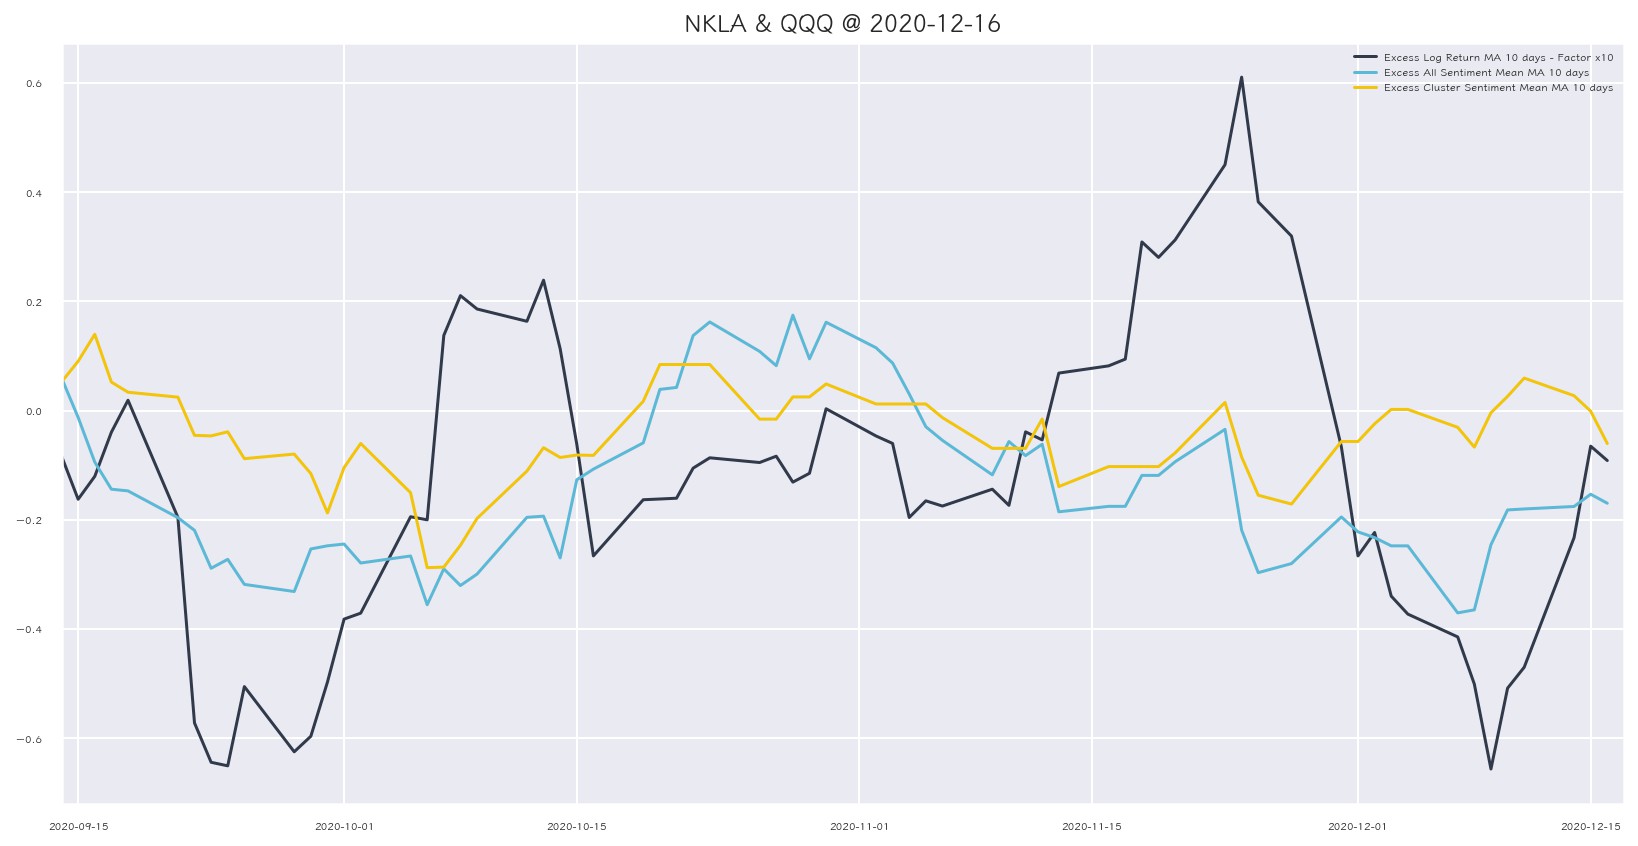 NKLA & QQQ @ 2020-12-16
Excess Log Return MA 10 days - Factor x10
Excess All Sentiment Mean MA 10 days
Excess Cluster Sentiment Mean MA 10 days
0.6
0.4
0.2
0.0
−0.2
−0.4
−0.6
2020-09-15 2020-10-01 2020-10-15 2020-11-01 2020-11-15 2020-12-01 2020-12-15